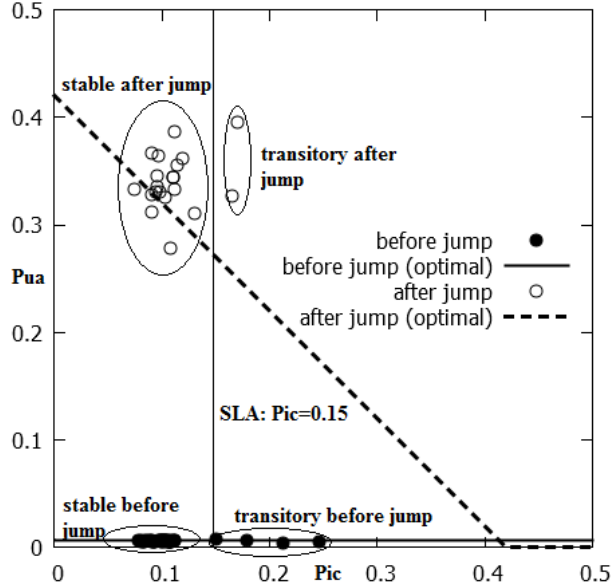 0.5
stable after jump
0.4
transitory after
jump
0.3
before jump
Pua
before jump (optimal)
after jump
after jump (optimal)
0.2
SLA: Pic=0.15
0.1
stable before
jump
transitory before jump
0
0 0.1 0.2 Pic 0.3 0.4 0.5